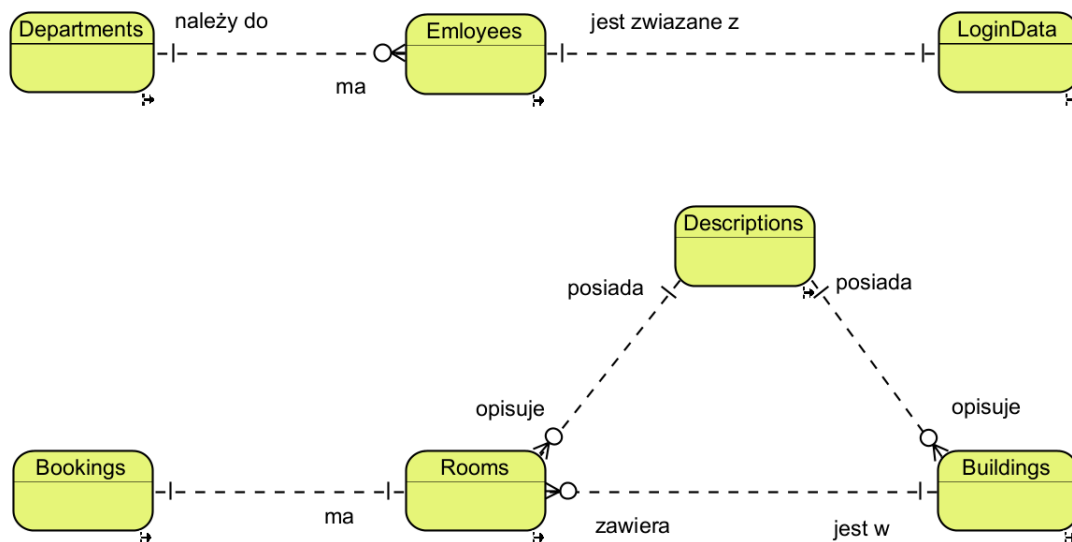 Departments
należy do
ma
Emloyees
jest zwiazane z
LoginData
Descriptions
posiada
posiada
opisuje
opisuje
Bookings
ma
Rooms
zawiera
jest w
Buildings